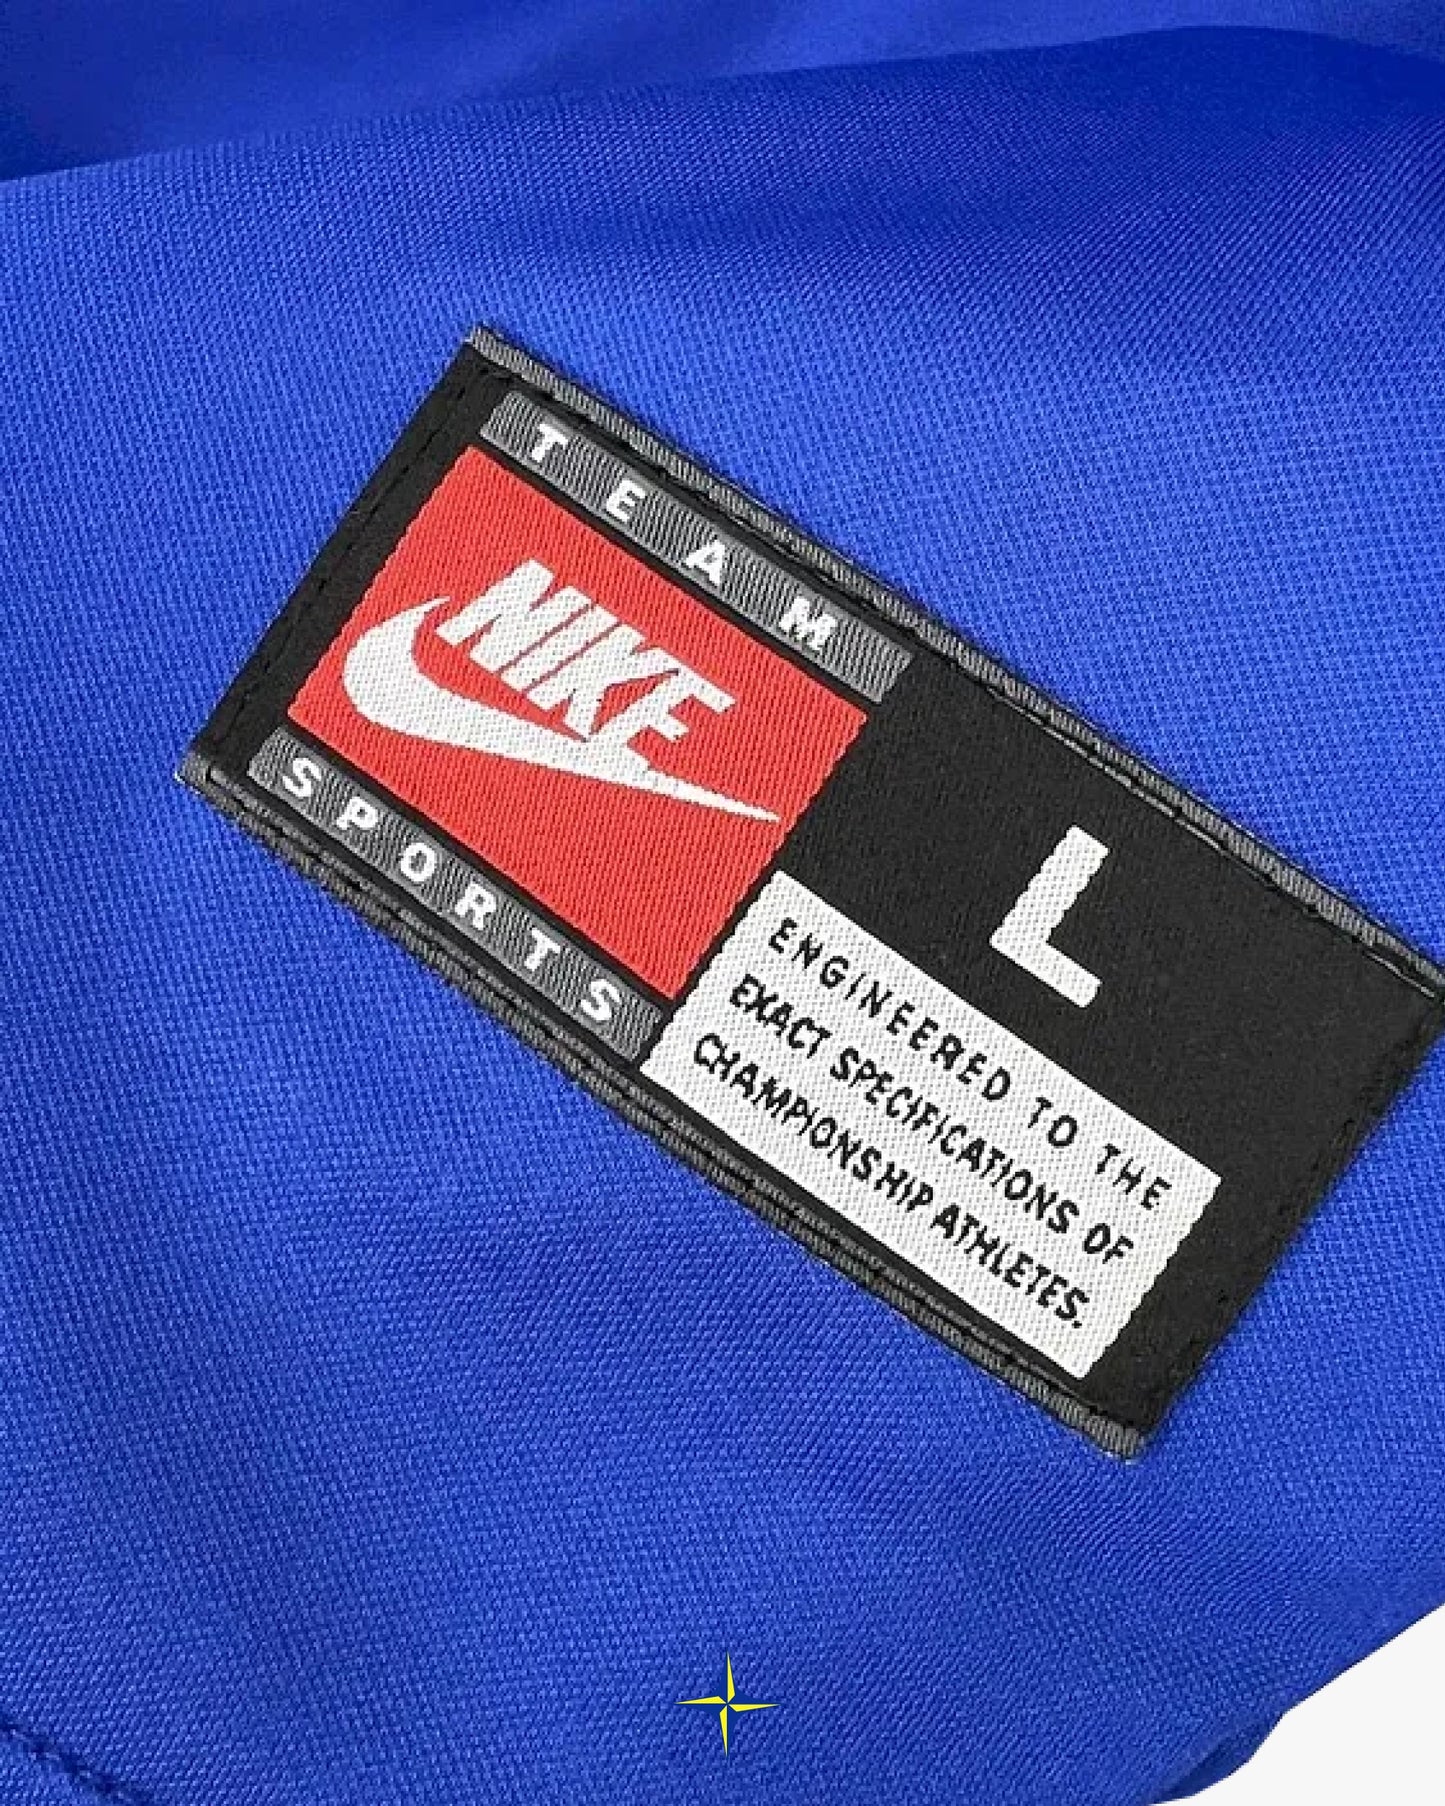 TEAM
NIKE
SPORTS
L
ENGINEERED TO THE
EXACT SPECIFICATIONS OF
CHAMPIONSHIP ATHLETES.